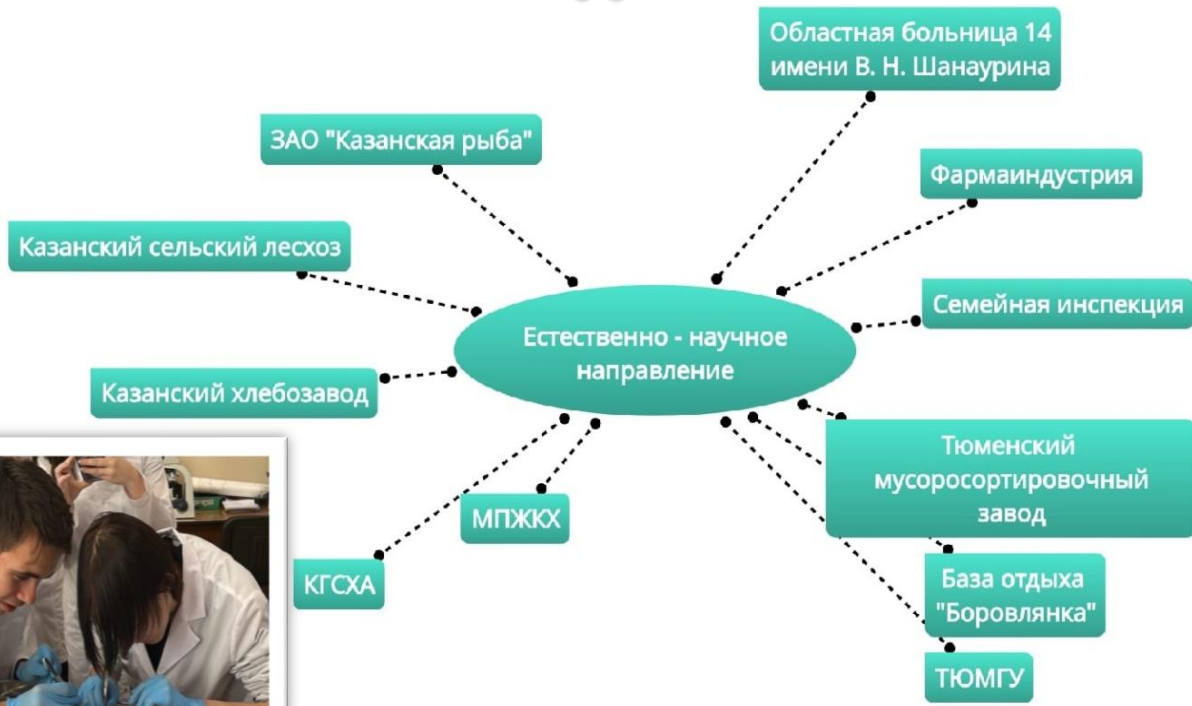 Областная больница 14
имени В. Н. Шанаурина
ЗАО "Казанская рыба"
Фармаиндустрия
Казанский сельский лесхоз
Семейная инспекция
Естественно - научное
направление
Казанский хлебозавод
Тюменский
мусоросортировочный
завод
МПЖКХ
КГСХА
База отдыха
"Боровлянка"
ТЮМГУ